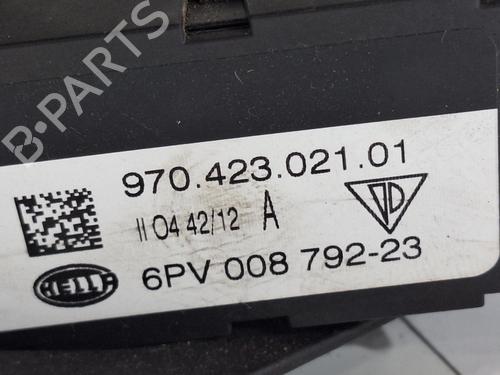 B-PARTS
970.423.021.01
II 04 42/12 A
6PV 008 792-23
HELLA